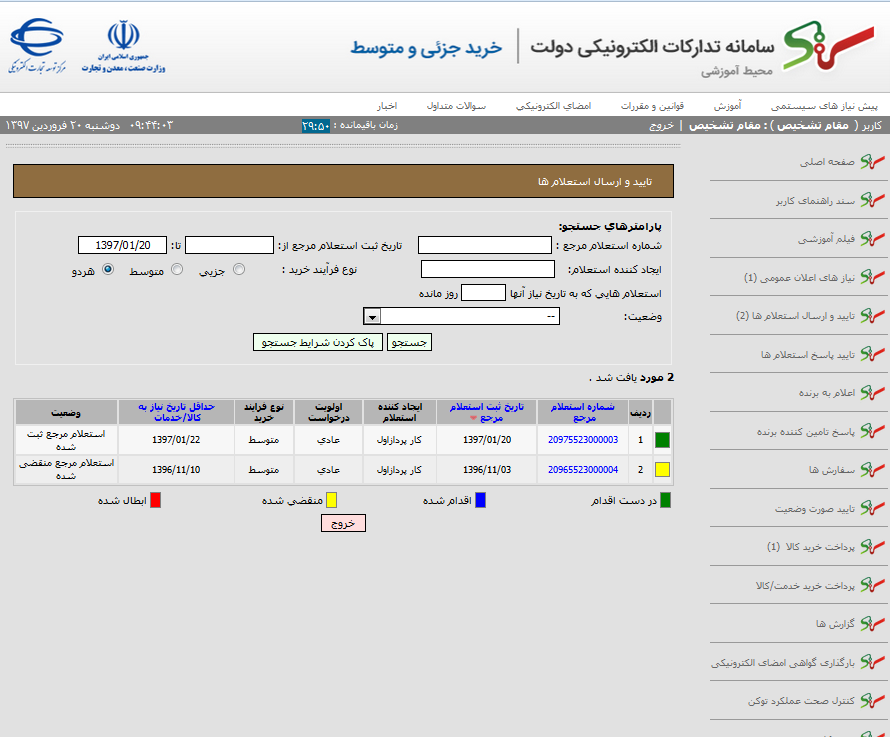 سامانه تدارکات الکترونیکی دولت
محیط آموزشی
خرید جزئی و متوسط
جمهوری اسلامی ایران
وزارت صنعت، معدن و تجارت
مرکز توسعه تجارت الکترونیکی
پیش نیاز های سیستمی آموزش قوانین و مقررات امضاي الکترونیکي سوالات متداول اخبار
کاربر ( مقام تشخیص ) : مقام تشخیص | خروج زمان باقیمانده : ۲۹:۵۰ ۰۹:۴۴:۰۳ دوشنبه ۲۰ فروردین ۱۳۹۷
صفحه اصلی
سند راهنمای کاربر
فیلم آموزشی
نیاز های اعلان عمومی (1)
تایید و ارسال استعلام ها (2)
تایید پاسخ استعلام ها
اعلام به برنده
پاسخ تامین کننده برنده
سفارش ها
تایید صورت وضعیت
پرداخت خرید کالا (1)
پرداخت خرید خدمت/کالا
گزارش ها
بارگذاری گواهی امضای الکترونیکی
کنترل صحت عملکرد توکن
تایید و ارسال استعلام ها
پارامترهاي جستجو:
شماره استعلام مرجع : تاریخ ثبت استعلام مرجع از: تا: 1397/01/20
ایجاد کننده استعلام: نوع فرآیند خرید : جزیي متوسط هردو
استعلام هایي که به تاریخ نیاز آنها روز مانده
وضعیت: --
جستجو پاک کردن شرایط جستجو
2 مورد یافت شد .
ردیف شماره استعلام مرجع تاریخ ثبت استعلام مرجع ایجاد کننده استعلام اولویت درخواست نوع فرایند خرید حداقل تاریخ نیاز به کالا/خدمات وضعیت
1 20975523000003 1397/01/20 کار پردازاول عادي متوسط 1397/01/22 استعلام مرجع ثبت شده
2 20965523000004 1396/11/03 کار پردازاول عادي متوسط 1396/11/10 استعلام مرجع منقضی شده
در دست اقدام اقدام شده منقضي شده ابطال شده
خروج